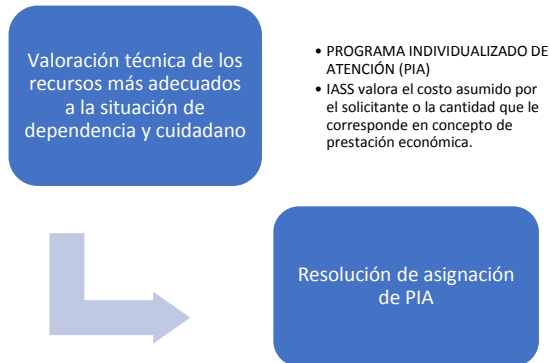 Valoración técnica de los
recursos más adecuados
a la situación de
dependencia y cuidadano
• PROGRAMA INDIVIDUALIZADO DE
ATENCIÓN (PIA)
• IASS valora el costo asumido por
el solicitante o la cantidad que le
corresponde en concepto de
prestación económica.
Resolución de asignación
de PIA